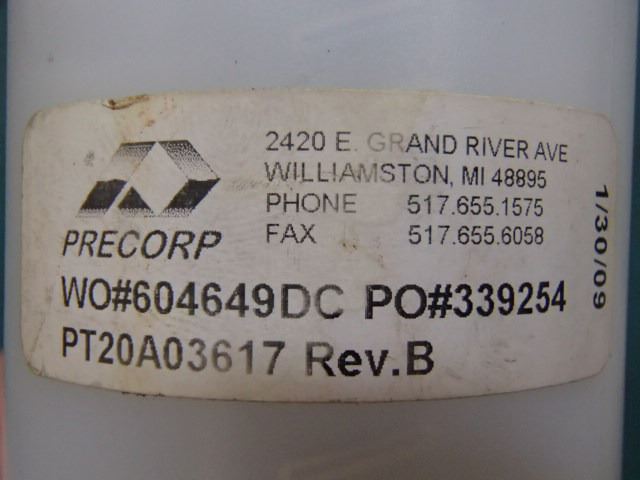 2420 E. GRAND RIVER AVE
WILLIAMSTON, MI 48895
PHONE 517.655.1575
FAX 517.655.6058
PRECORP
WO#604649DC PO#339254
PT20A03617 Rev.B
1/30/09